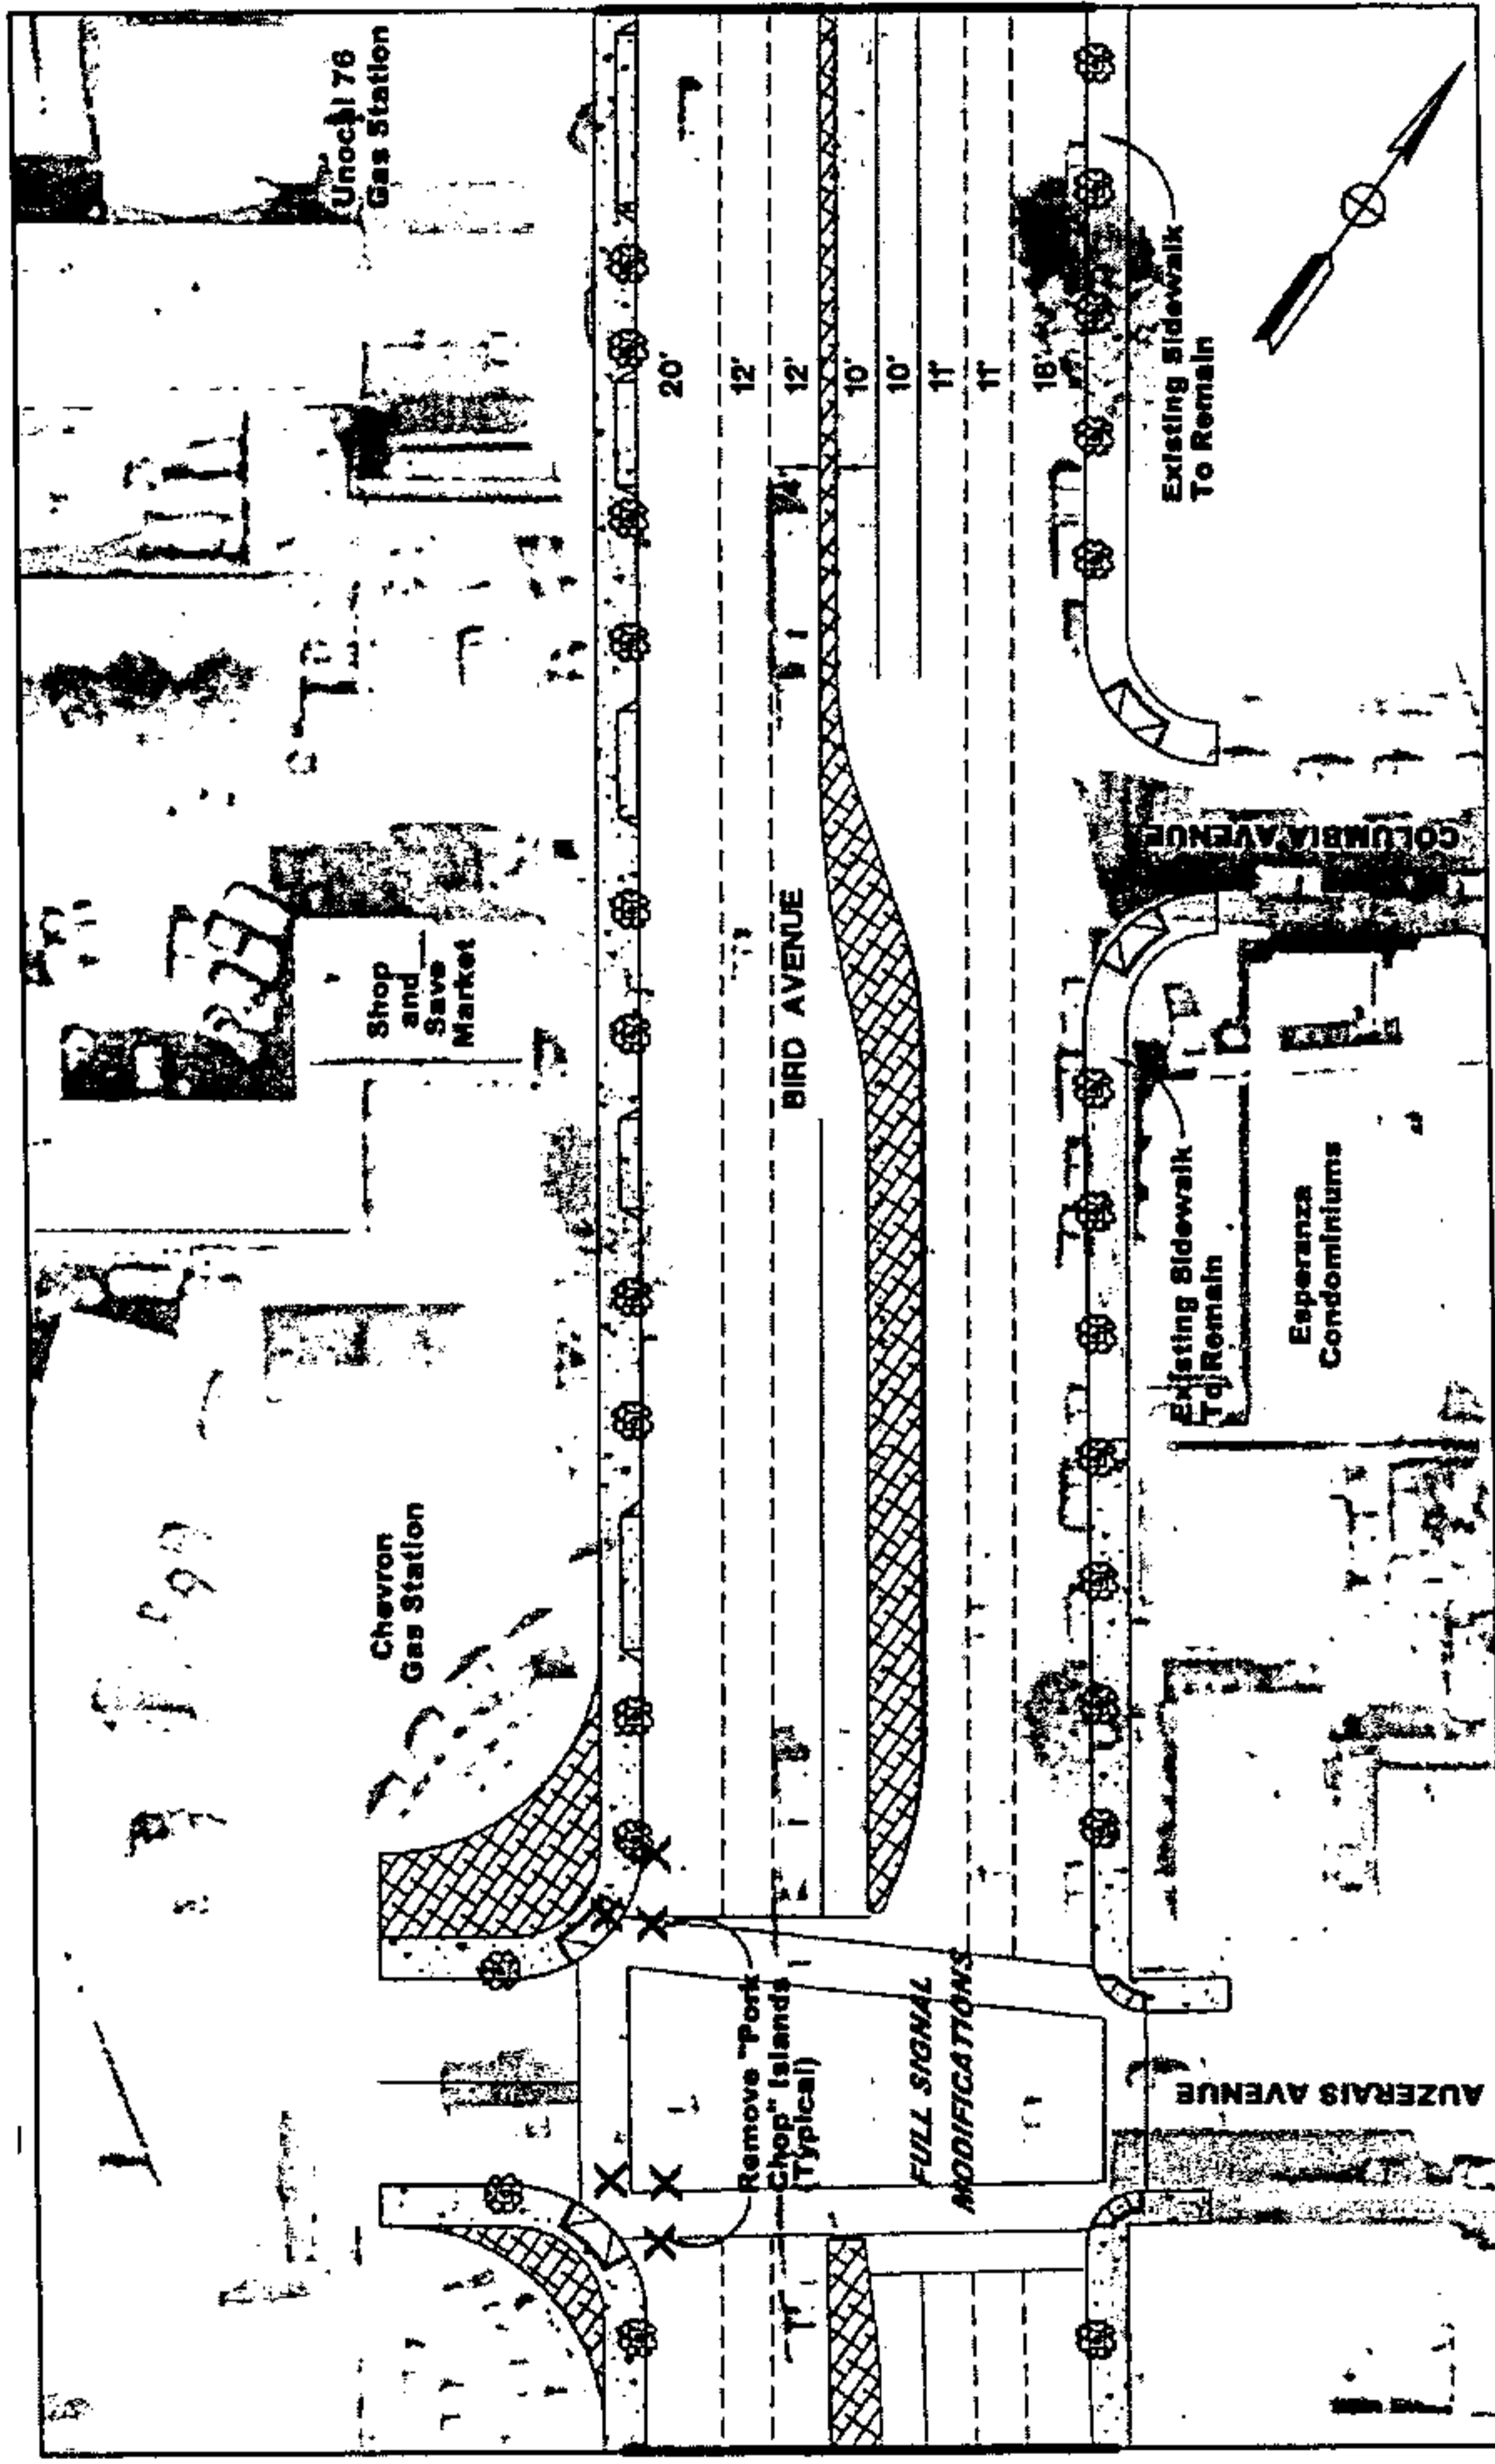 Unocal 76
Gas Station
Shop
and
Save
Market
Chevron
Gas Station
20'
12'
12'
10'
10'
11'
11'
18'
74'
BIRD AVENUE
Existing Sidewalk
To Remain
COLUMBIA AVENUE
Existing Sidewalk
To Remain
Esperanza
Condominiums
Remove "Pork
Chop" Islands
(Typical)
FULL SIGNAL
MODIFICATIONS
AUZERAIS AVENUE